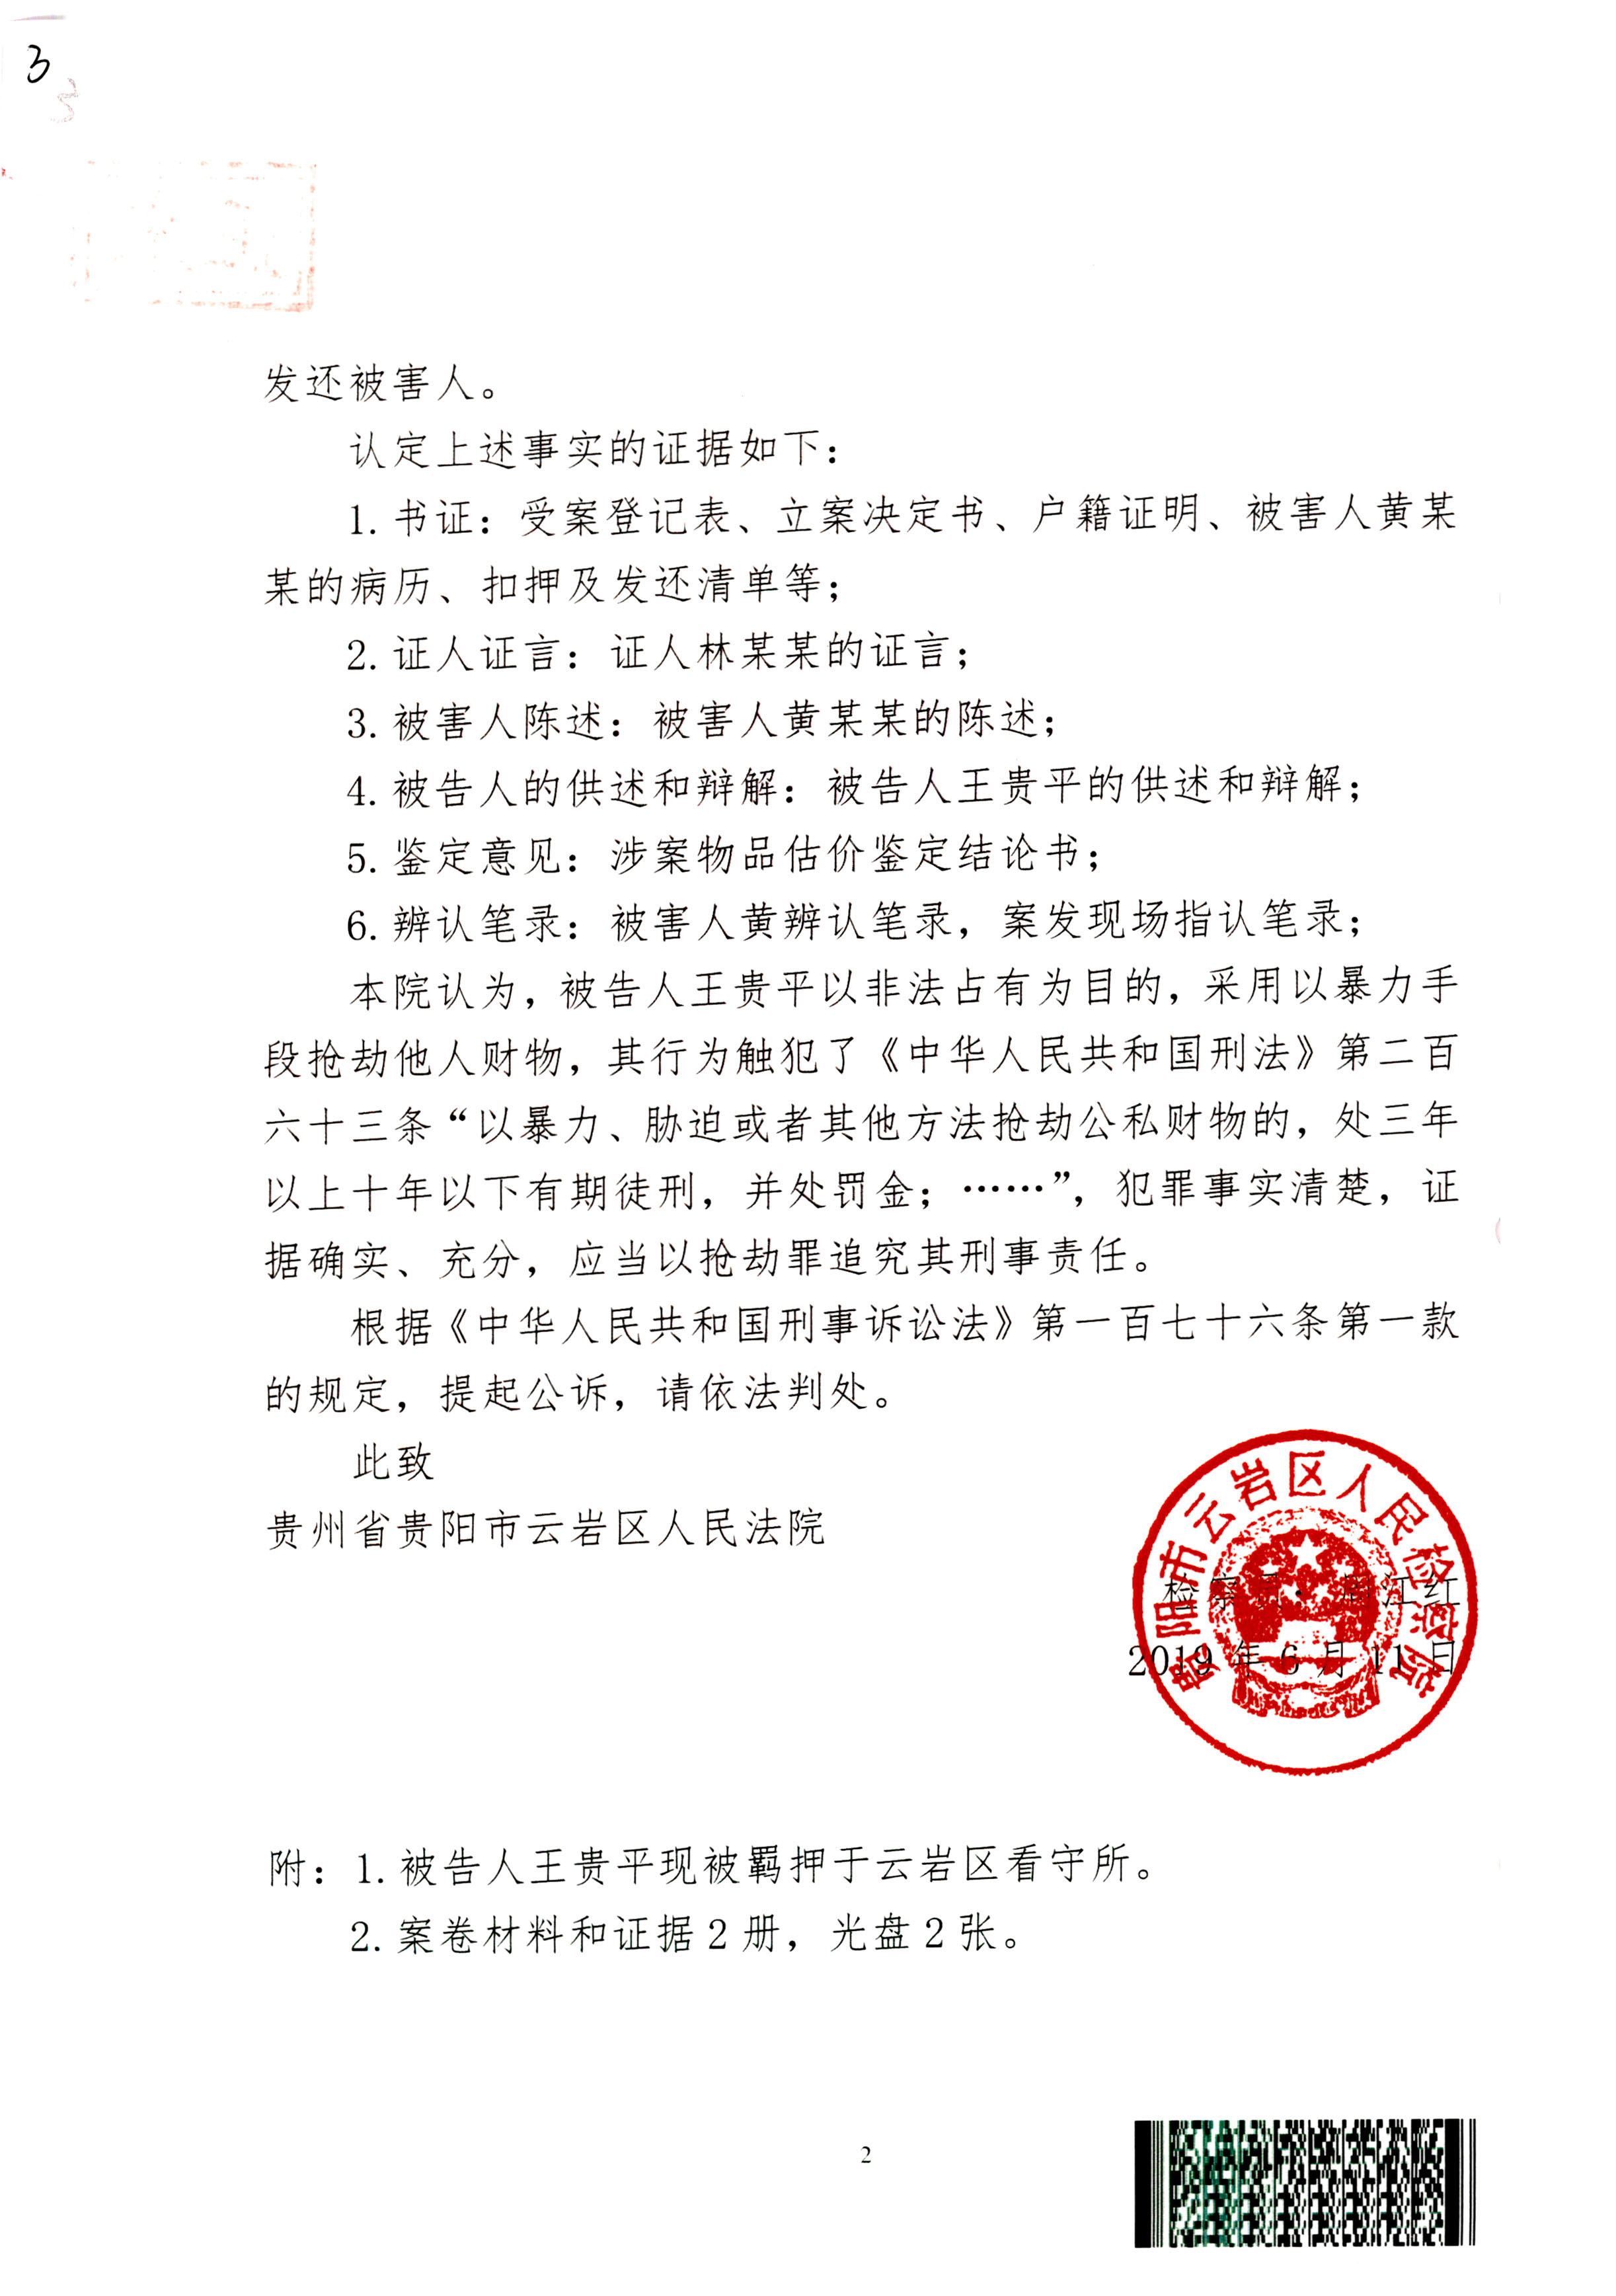 3
发还被害人。
认定上述事实的证据如下：
1. 书证：受案登记表、立案决定书、户籍证明、被害人黄某
某的病历、扣押及发还清单等；
2. 证人证言：证人林某某的证言；
3. 被害人陈述：被害人黄某某的陈述；
4. 被告人的供述和辩解：被告人王贵平的供述和辩解；
5. 鉴定意见：涉案物品估价鉴定结论书；
6. 辨认笔录：被害人黄辨认笔录，案发现场指认笔录；
本院认为，被告人王贵平以非法占有为目的，采用以暴力手
段抢劫他人财物，其行为触犯了《中华人民共和国刑法》第二百
六十三条“以暴力、胁迫或者其他方法抢劫公私财物的，处三年
以上十年以下有期徒刑，并处罚金；……”，犯罪事实清楚，证
据确实、充分，应当以抢劫罪追究其刑事责任。
根据《中华人民共和国刑事诉讼法》第一百七十六条第一款
的规定，提起公诉，请依法判处。
此致
贵州省贵阳市云岩区人民法院
贵阳市云岩区人民检察院
检察员：江红
2019年6月11日
附：1. 被告人王贵平现被羁押于云岩区看守所。
2. 案卷材料和证据2册，光盘2张。
2